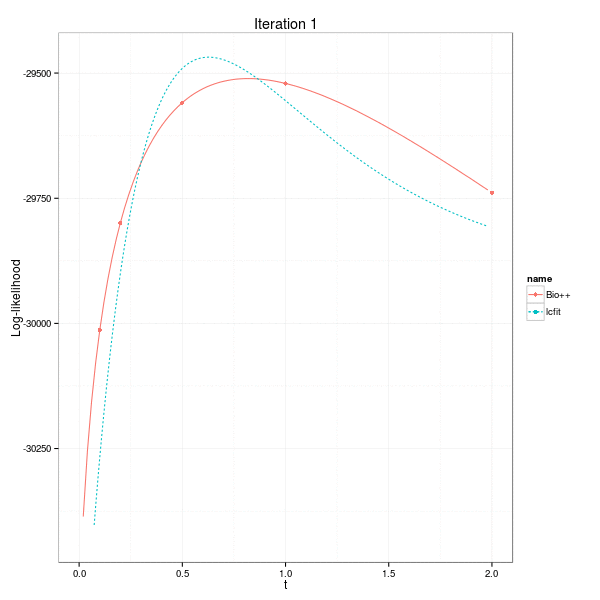 Iteration 1
-29500
-29750
-30000
-30250
Log-likelihood
0.0 0.5 1.0 1.5 2.0
t
name
Bio++
lcfit